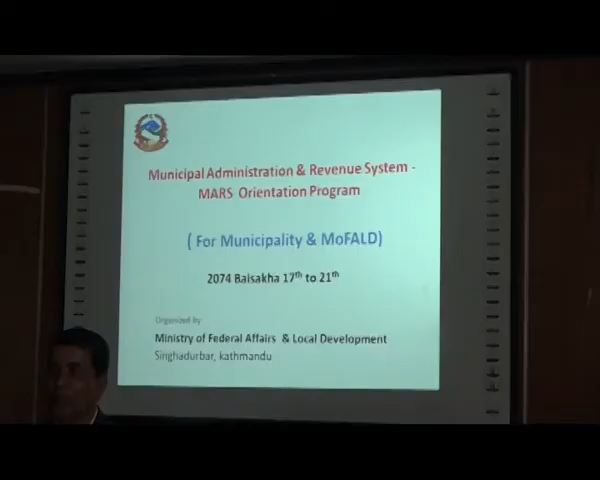 Municipal Administration & Revenue System -
MARS Orientation Program
( For Municipality & MoFALD)
2074 Baisakha 17th to 21th
Organized by
Ministry of Federal Affairs & Local Development
Singhadurbar, kathmandu